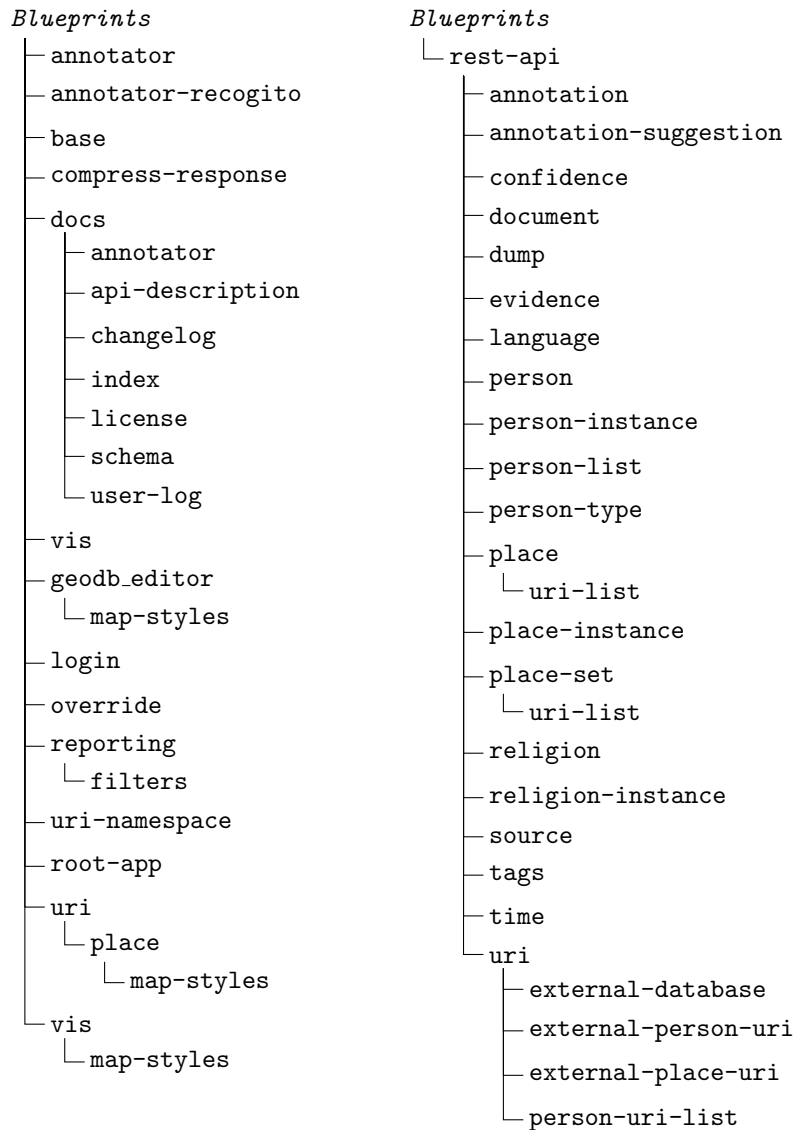 Blueprints
annotator
annotator-recogito
base
compress-response
docs
annotator
api-description
changelog
index
license
schema
user-log
vis
geodb_editor
map-styles
login
override
reporting
filters
uri-namespace
root-app
uri
place
map-styles
vis
map-styles
Blueprints
rest-api
annotation
annotation-suggestion
confidence
document
dump
evidence
language
person
person-instance
person-list
person-type
place
uri-list
place-instance
place-set
uri-list
religion
religion-instance
source
tags
time
uri
external-database
external-person-uri
external-place-uri
person-uri-list